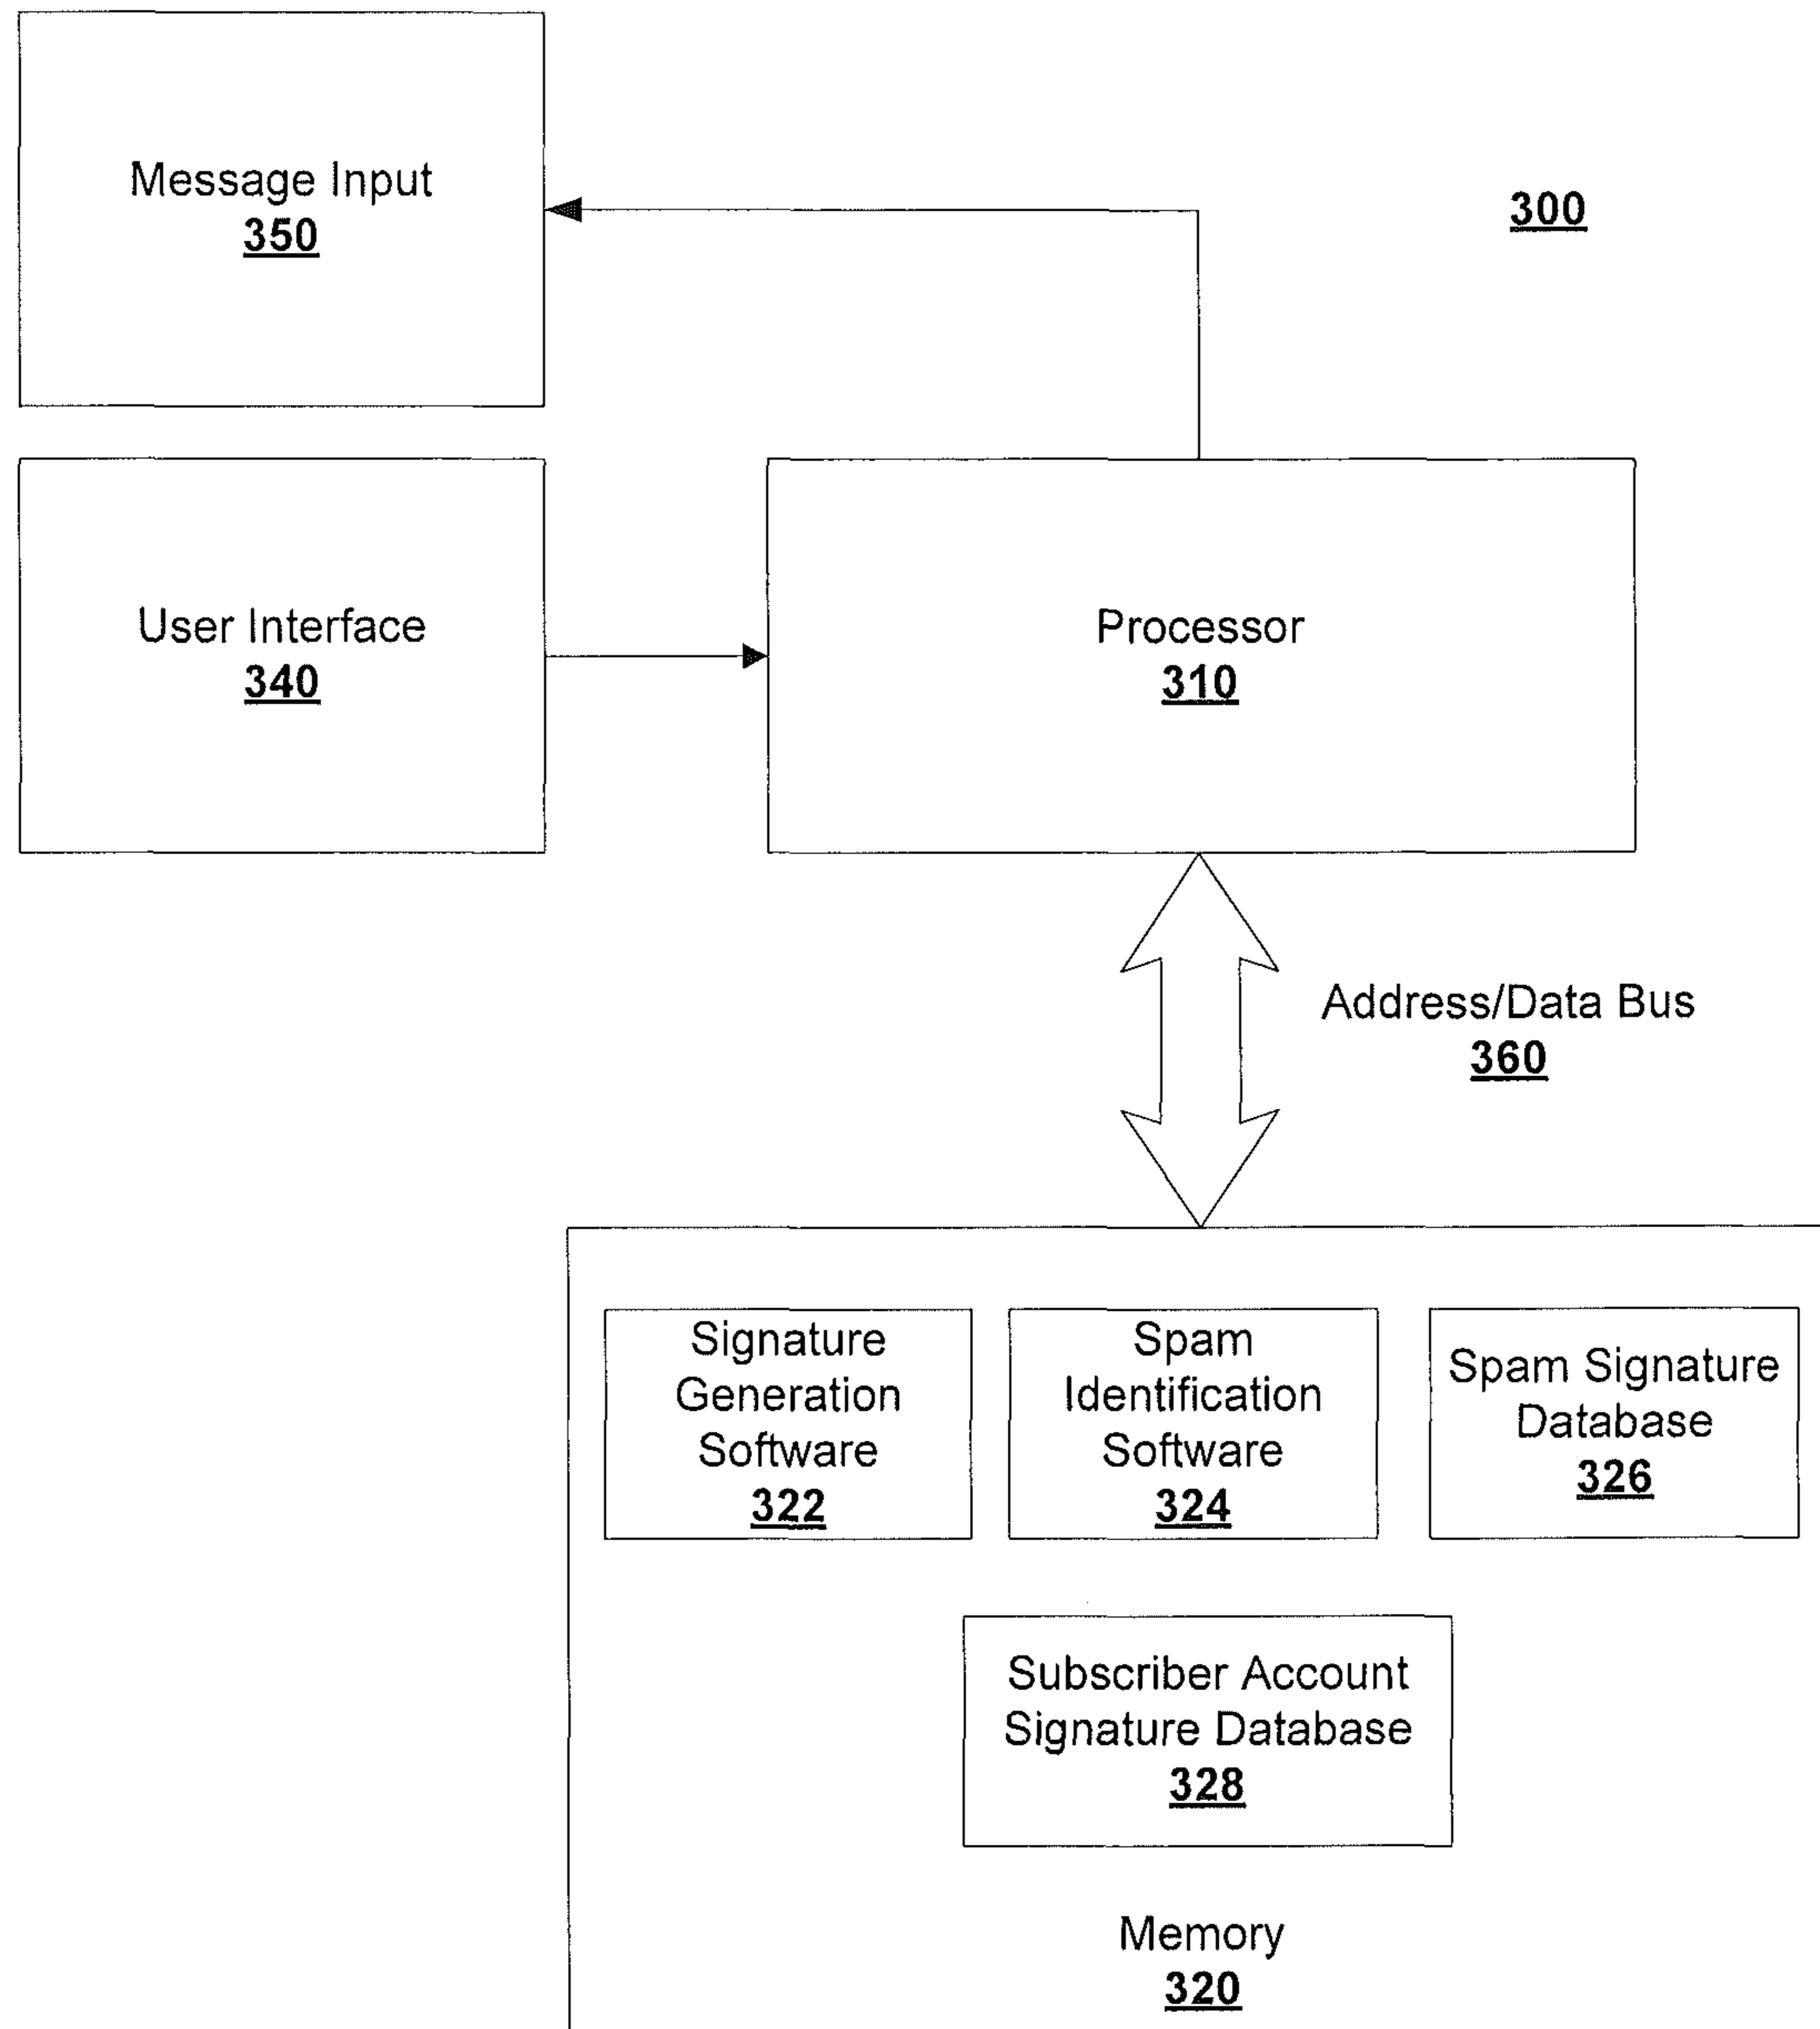 Message Input
350
300
User Interface
340
Processor
310
Address/Data Bus
360
Signature
Generation
Software
322
Spam
Identification
Software
324
Spam Signature
Database
326
Subscriber Account
Signature Database
328
Memory
320